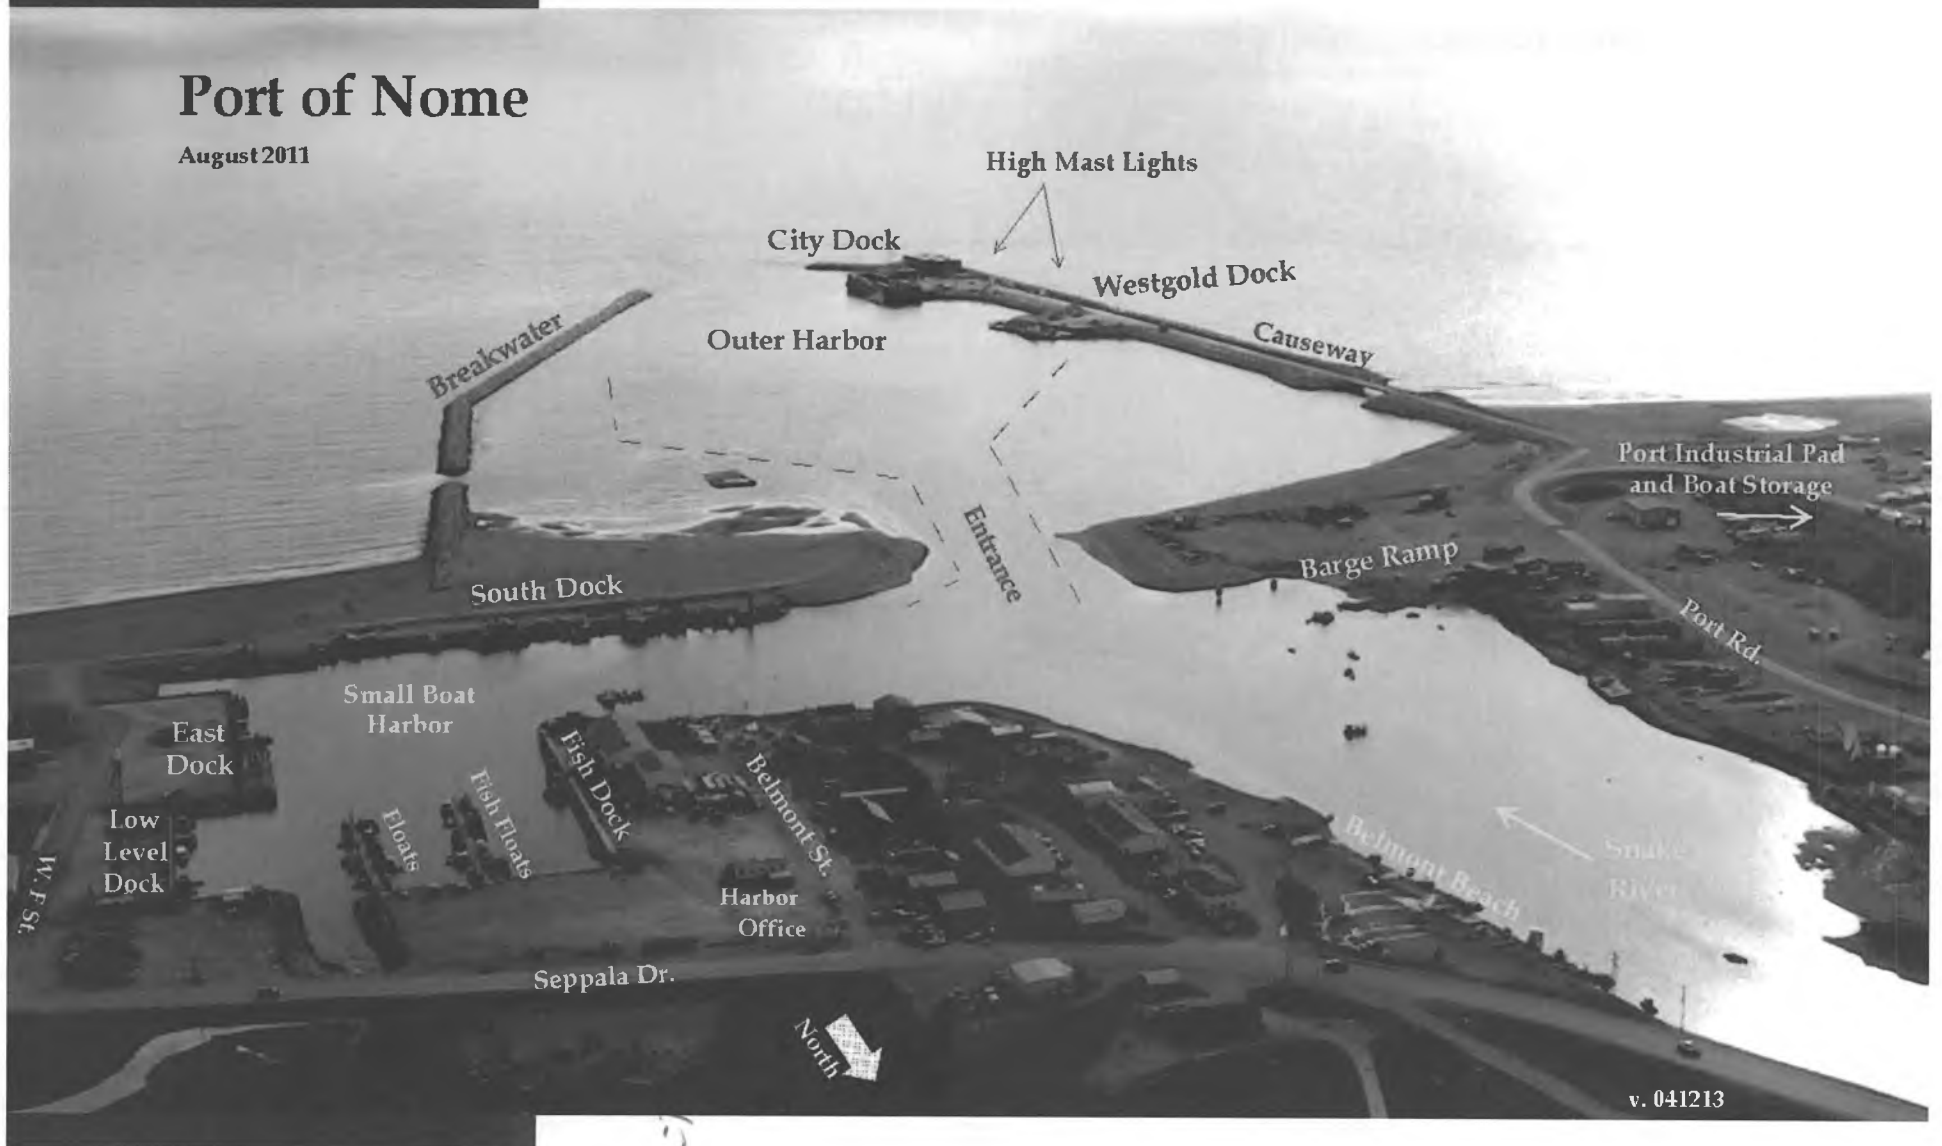 Port of Nome
August 2011
High Mast Lights
City Dock
Westgold Dock
Breakwater
Outer Harbor
Causeway
Port Industrial Pad
and Boat Storage
Entrance
Barge Ramp
South Dock
Port Rd.
Small Boat
Harbor
East
Dock
Fish Dock
Belmont St.
Fish Floats
Floats
Low
Level
Dock
W. F St.
Belmont Beach
Snake
River
Harbor
Office
Seppala Dr.
North
v. 041213